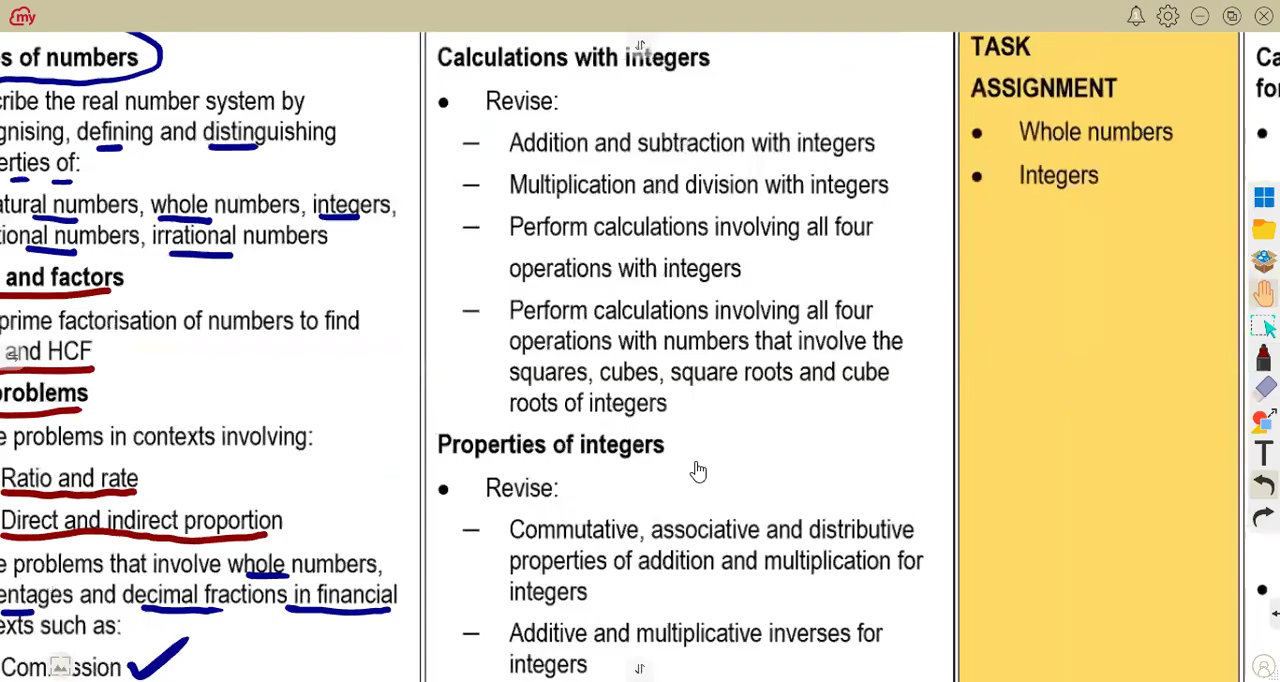 my
s of numbers
cribe the real number system by
gnising, defining and distinguishing
erties of:
atural numbers, whole numbers, integers,
tional numbers, irrational numbers
and factors
prime factorisation of numbers to find
and HCF
roblems
e problems in contexts involving:
Ratio and rate
Direct and indirect proportion
e problems that involve whole numbers,
entages and decimal fractions in financial
exts such as:
Calculations with integers
● Revise:
– Addition and subtraction with integers
– Multiplication and division with integers
– Perform calculations involving all four
operations with integers
– Perform calculations involving all four
operations with numbers that involve the
squares, cubes, square roots and cube
roots of integers
Properties of integers
● Revise:
– Commutative, associative and distributive
properties of addition and multiplication for
integers
– Additive and multiplicative inverses for
integers
TASK
ASSIGNMENT
● Whole numbers
● Integers
Ca
for
T